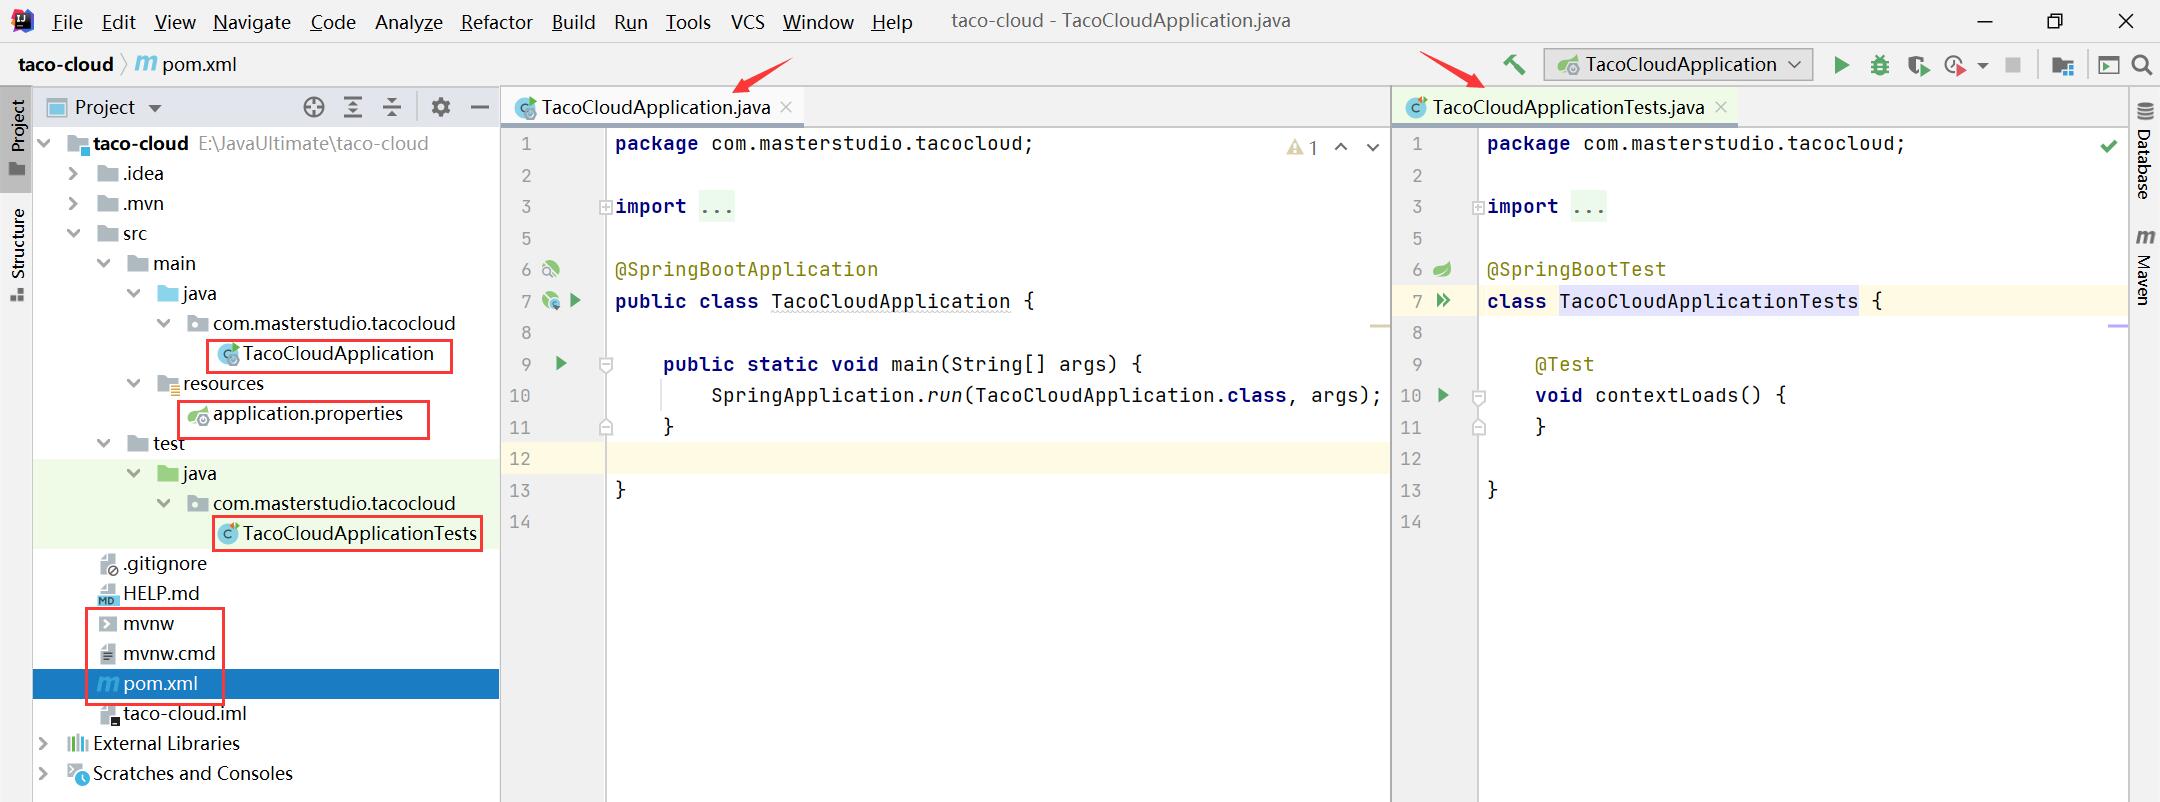 File Edit View Navigate Code Analyze Refactor Build Run Tools VCS Window Help taco-cloud - TacoCloudApplication.java
taco-cloud pom.xml
TacoCloudApplication
Project
Structure
Project
taco-cloud E:\JavaUltimate\taco-cloud
.idea
.mvn
src
main
java
com.masterstudio.tacocloud
TacoCloudApplication
resources
application.properties
test
java
com.masterstudio.tacocloud
TacoCloudApplicationTests
.gitignore
HELP.md
mvnw
mvnw.cmd
pom.xml
taco-cloud.iml
External Libraries
Scratches and Consoles
TacoCloudApplication.java
1 package com.masterstudio.tacocloud;
1
2
3 import ...
5
6 @SpringBootApplication
7 public class TacoCloudApplication {
8
9 public static void main(String[] args) {
10 SpringApplication.run(TacoCloudApplication.class, args);
11 }
12
13 }
14
TacoCloudApplicationTests.java
1 package com.masterstudio.tacocloud;
2
3 import ...
5
6 @SpringBootTest
7 class TacoCloudApplicationTests {
8
9 @Test
10 void contextLoads() {
11 }
12
13 }
14
Database
Maven